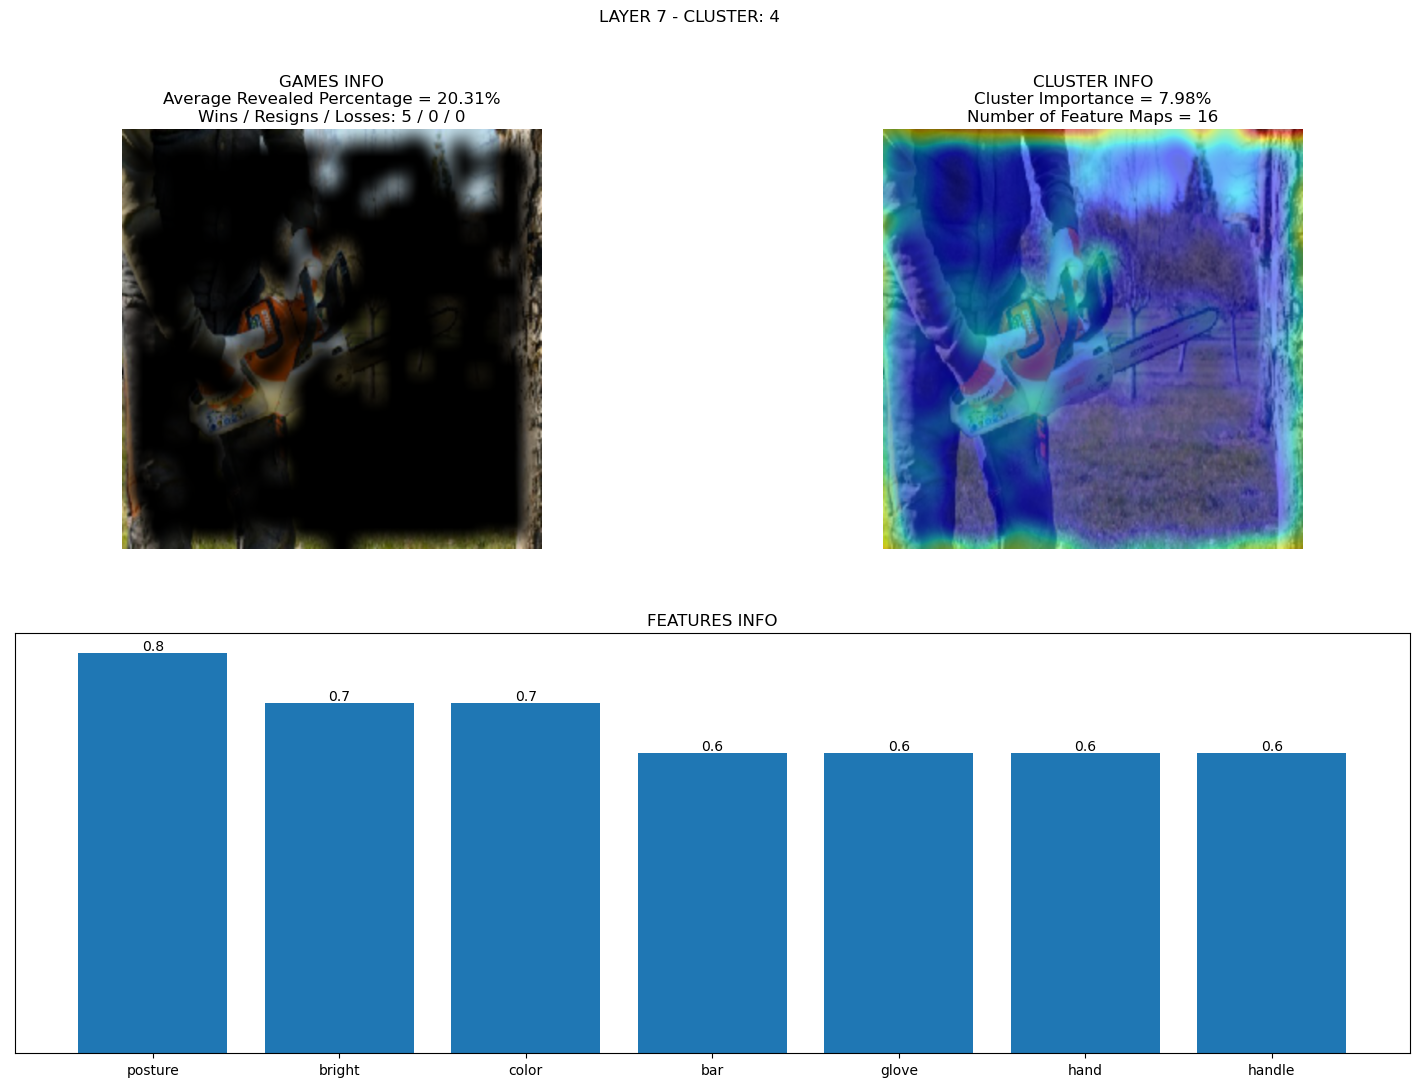 LAYER 7 - CLUSTER: 4
GAMES INFO
Average Revealed Percentage = 20.31%
Wins / Resigns / Losses: 5 / 0 / 0
CLUSTER INFO
Cluster Importance = 7.98%
Number of Feature Maps = 16
FEATURES INFO
0.8
0.7
0.7
0.6
0.6
0.6
0.6
posture
bright
color
bar
glove
hand
handle